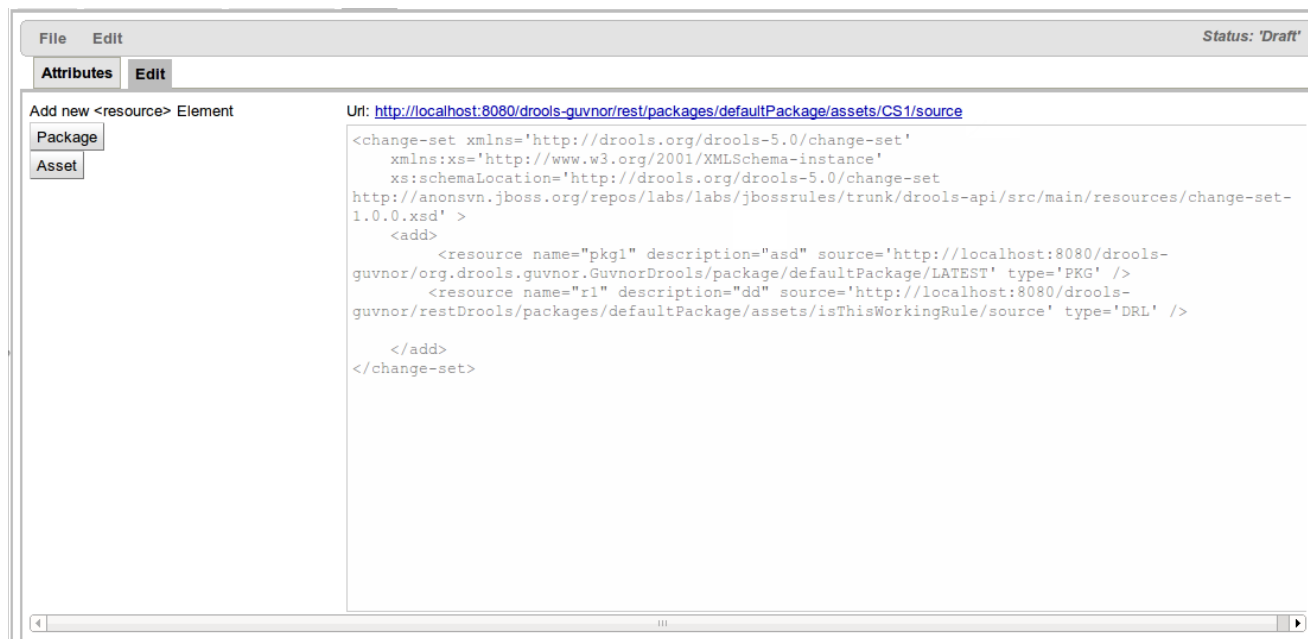 File Edit Status: 'Draft'
Attributes Edit
Add new <resource> Element
Package
Asset
Url: http://localhost:8080/drools-guvnor/rest/packages/defaultPackage/assets/CS1/source
<change-set xmlns='http://drools.org/drools-5.0/change-set'
xmlns:xs='http://www.w3.org/2001/XMLSchema-instance'
xs:schemaLocation='http://drools.org/drools-5.0/change-set
http://anonsvn.jboss.org/repos/labs/labs/jbossrules/trunk/drools-api/src/main/resources/change-set-
1.0.0.xsd' >
<add>
<resource name="pkg1" description="asd" source='http://localhost:8080/drools-
guvnor/org.drools.guvnor.GuvnorDrools/package/defaultPackage/LATEST' type='PKG' />
<resource name="r1" description="dd" source='http://localhost:8080/drools-
guvnor/restDrools/packages/defaultPackage/assets/isThisWorkingRule/source' type='DRL' />
</add>
</change-set>